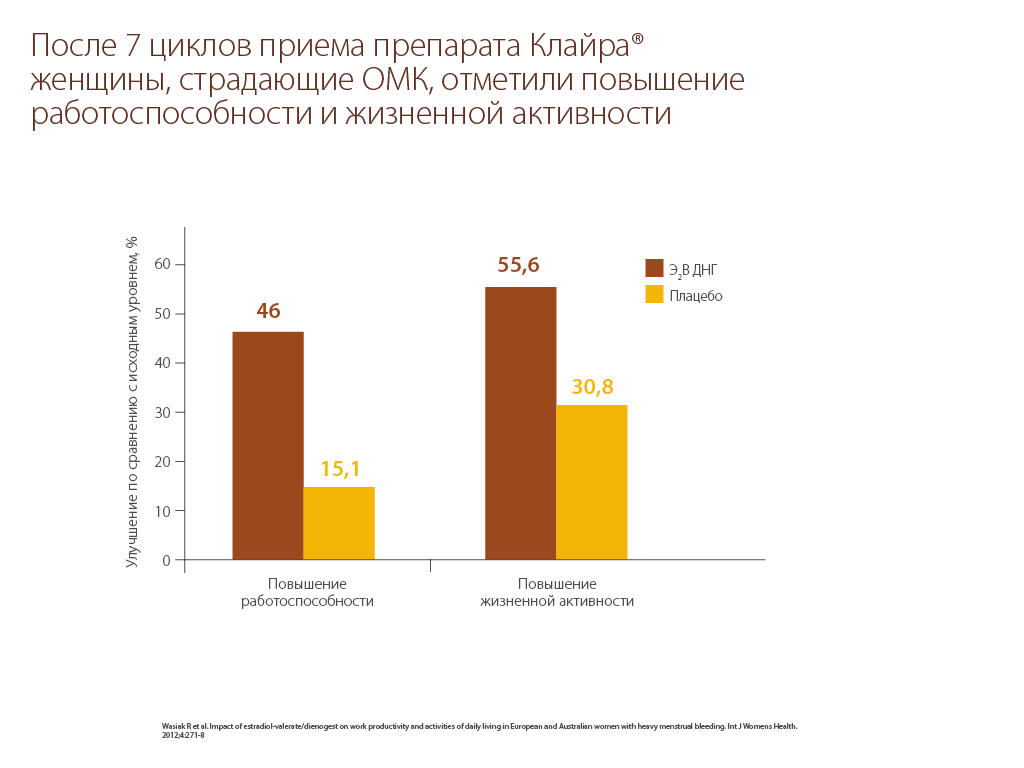 После 7 циклов приема препарата Клайра®
женщины, страдающие ОМК, отметили повышение
работоспособности и жизненной активности
Улучшение по сравнению с исходным уровнем, %
60
50
40
30
20
10
0
46
15,1
55,6
30,8
Э2В ДНГ
Плацебо
Повышение
работоспособности
Повышение
жизненной активности
Wasiak R et al. Impact of estradiol-valerate/dienogest on work productivity and activities of daily living in European and Australian women with heavy menstrual bleeding. Int J Womens Health.
2012;4:271-8